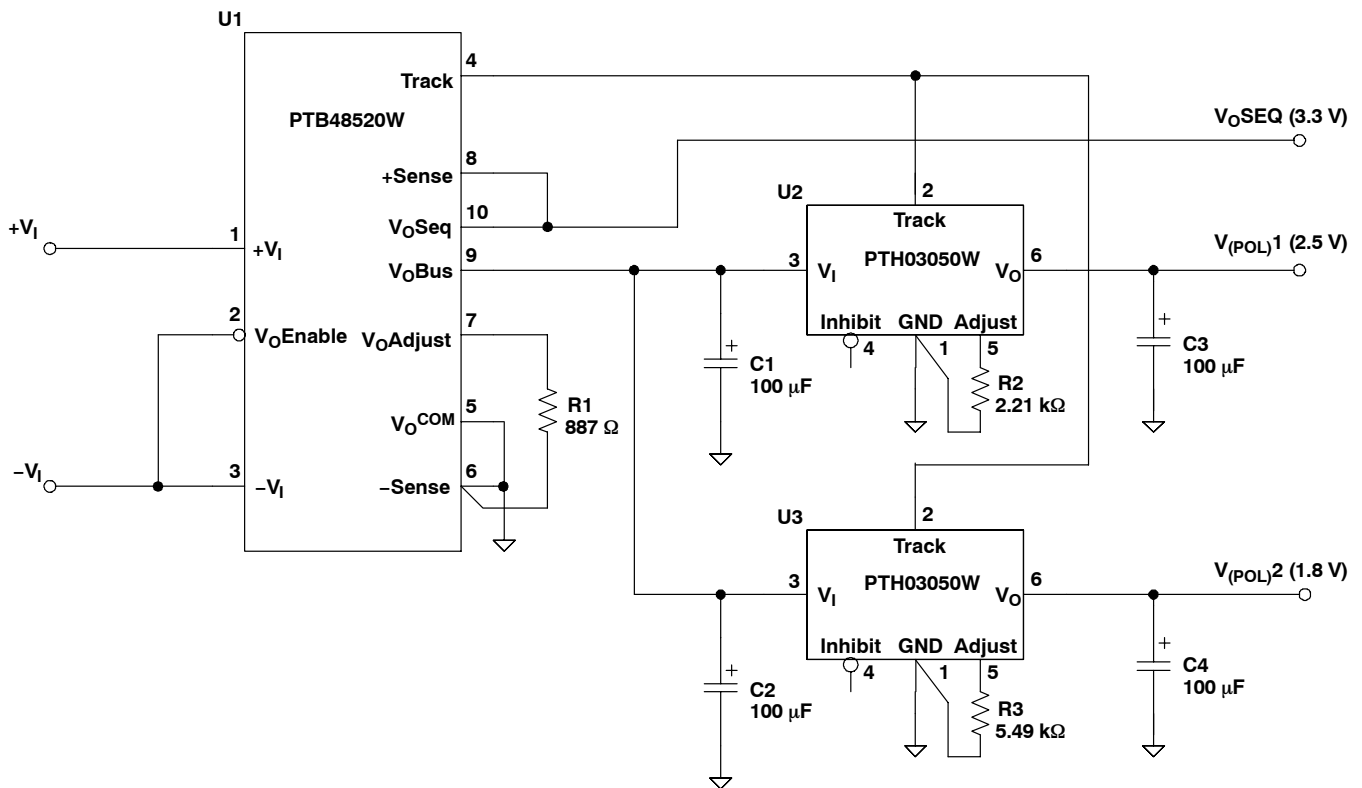 U1
PTB48520W
4
Track
8
+Sense
10
VOSeq
9
VOBus
7
VOAdjust
5
VOCOM
6
−Sense
+VI
1
+VI
2
VOEnable
−VI
3
−VI
R1
887 Ω
VOSEQ (3.3 V)
U2
2
Track
PTH03050W
3
VI
VO
6
V(POL)1 (2.5 V)
Inhibit
GND
Adjust
4
1
5
C1
100 μF
R2
2.21 kΩ
+
+
C3
100 μF
U3
2
Track
PTH03050W
3
VI
VO
6
V(POL)2 (1.8 V)
Inhibit
GND
Adjust
4
1
5
+
C2
100 μF
R3
5.49 kΩ
+
C4
100 μF